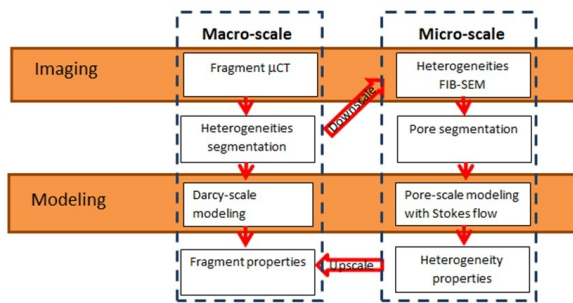 Macro-scale
Micro-scale
Imaging
Fragment µCT
Heterogeneities
FIB-SEM
Downscale
Heterogeneities
segmentation
Pore segmentation
Modeling
Darcy-scale
modeling
Pore-scale modeling
with Stokes flow
Fragment properties
Upscale
Heterogeneity
properties